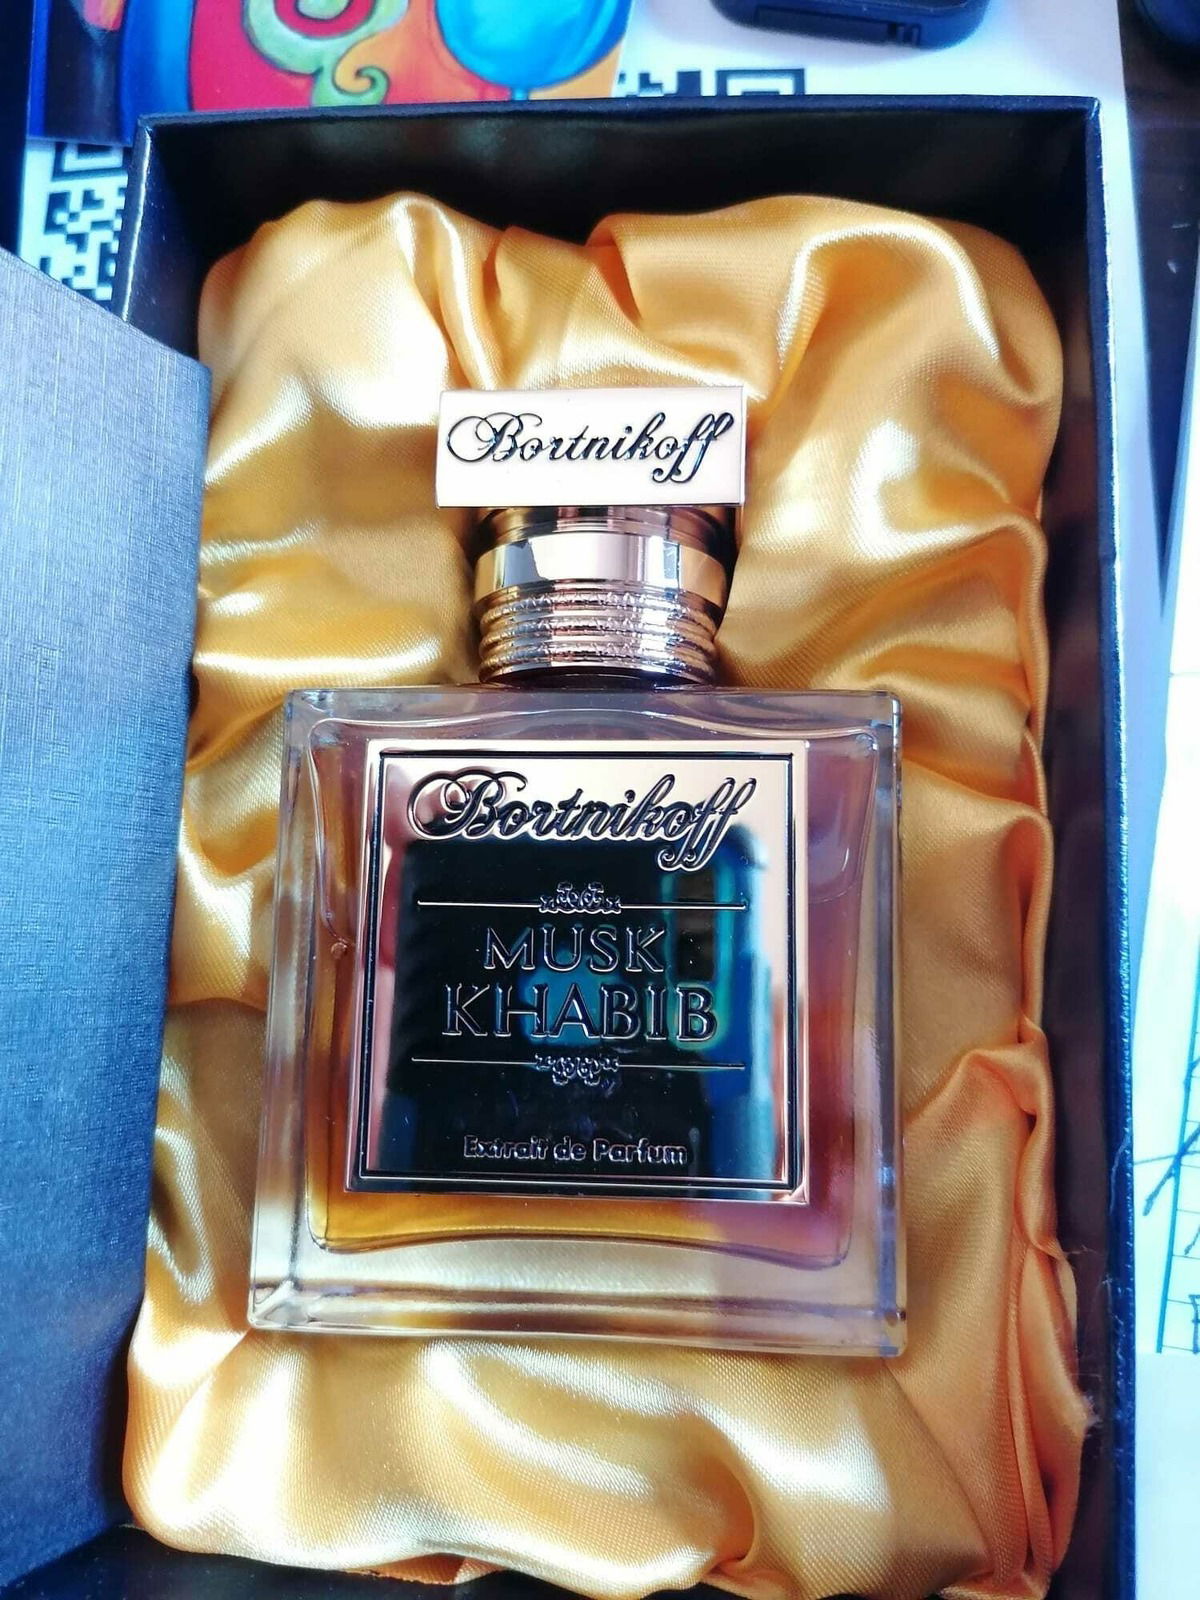 Bortnikoff
Bortnikoff
MUSK
KHABIB
Extrait de Parfum